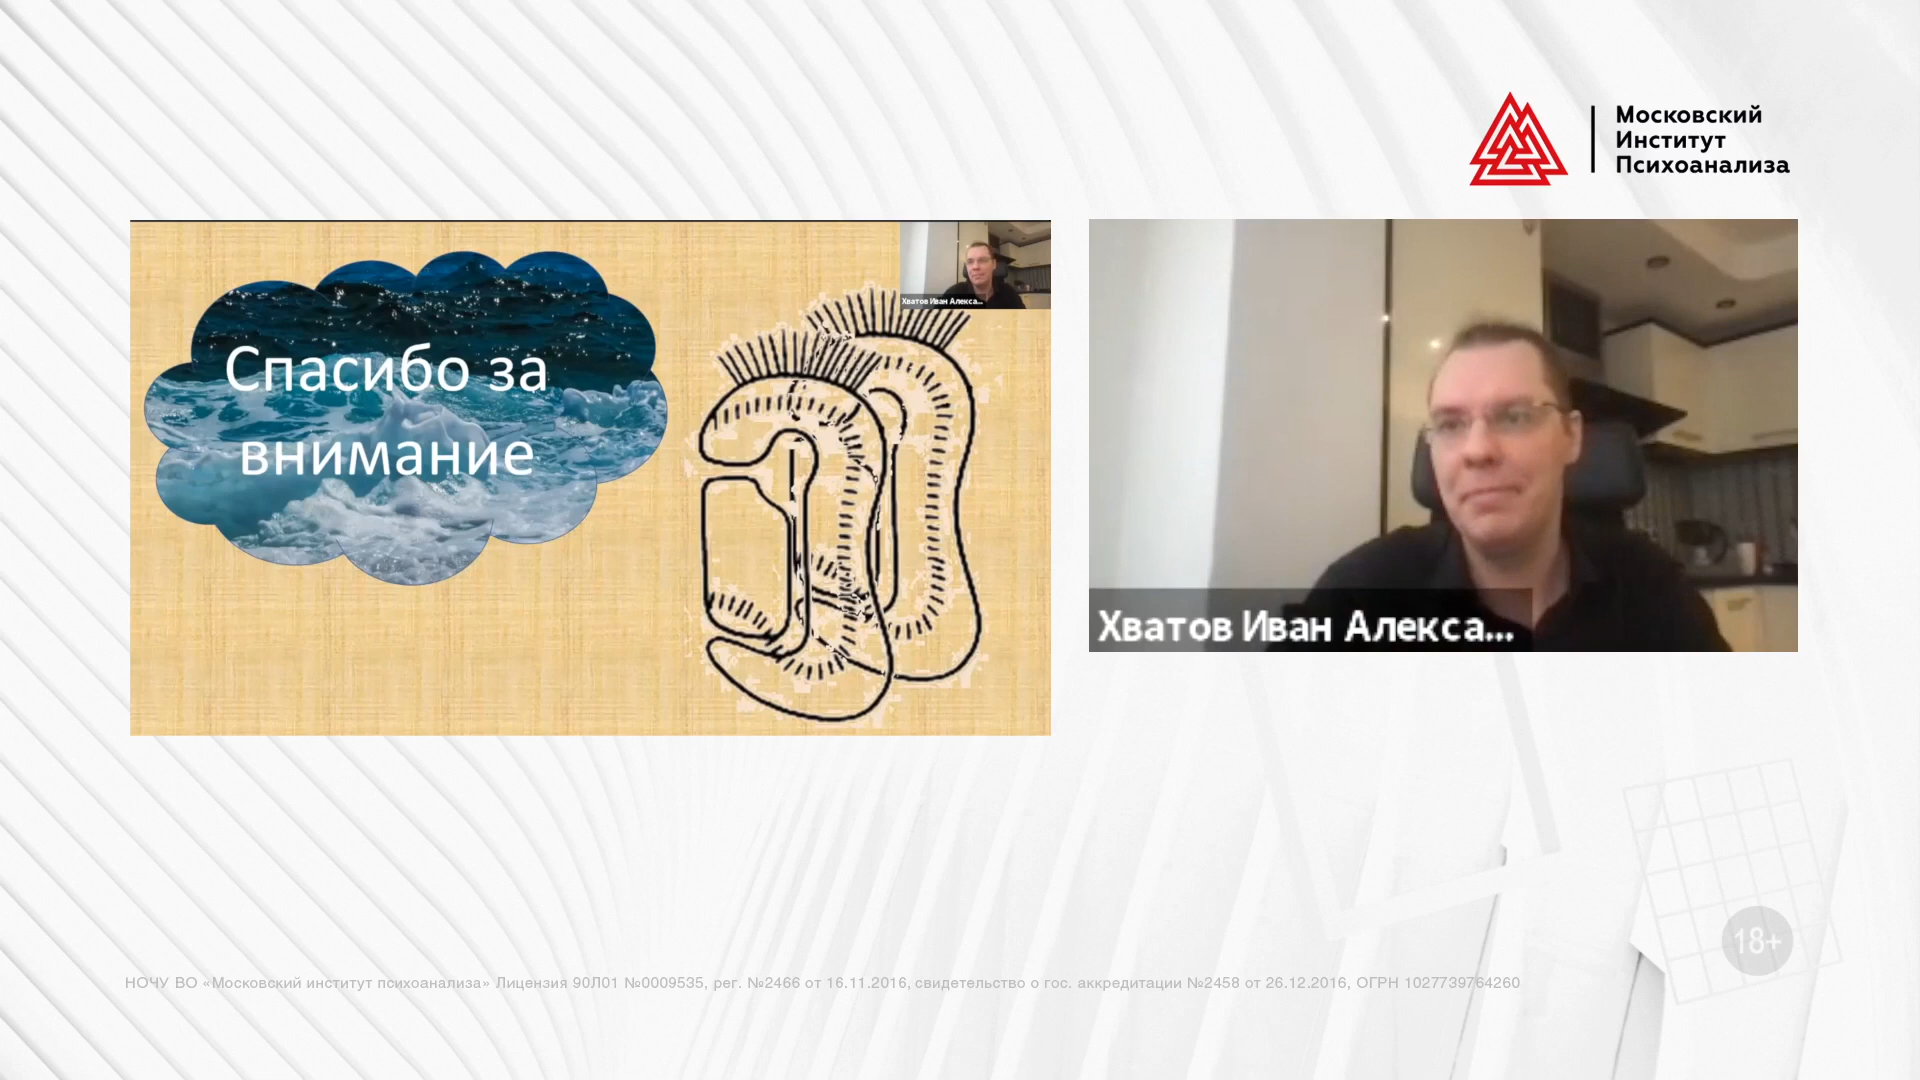 Московский
Институт
Психоанализа
Спасибо за
внимание
Хватов Иван Алекса...
Хватов Иван Алекса...
18+
НОЧУ ВО «Московский институт психоанализа» Лицензия 90Л01 №0009535, рег. №2466 от 16.11.2016, свидетельство о гос. аккредитации №2458 от 26.12.2016, ОГРН 1027739764260